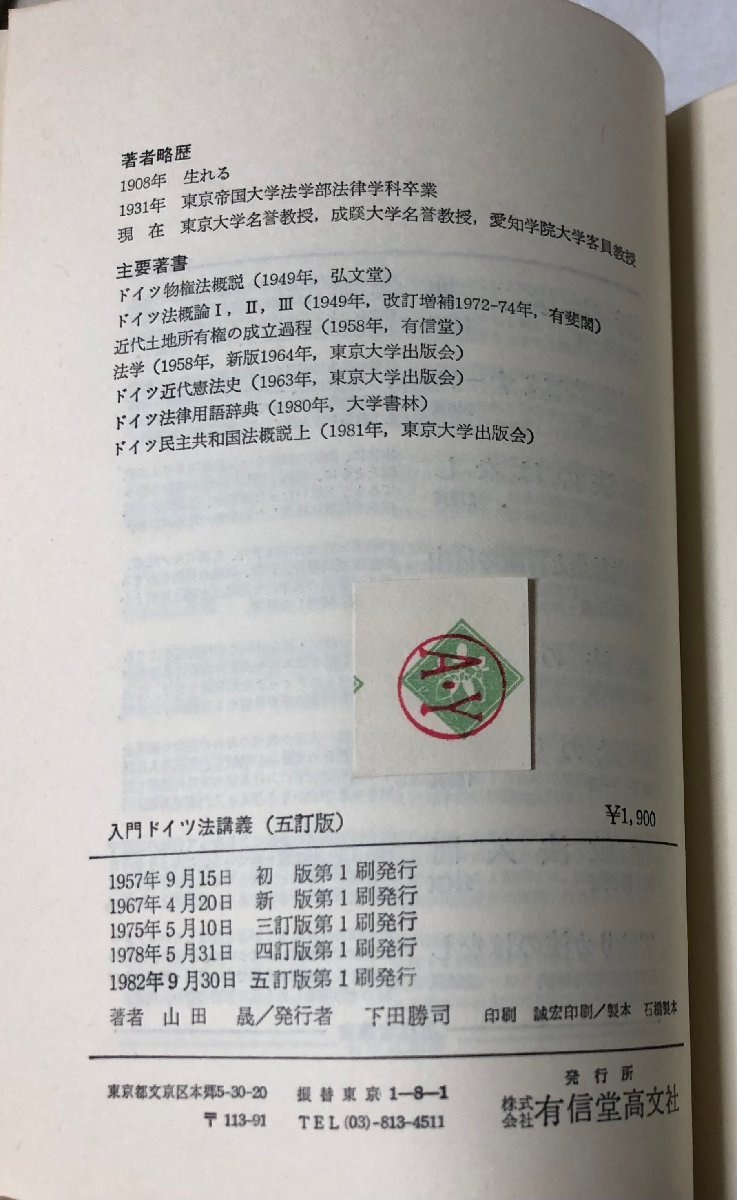 著者略歴
1908年 生れる
1931年 東京帝国大学法学部法律学科卒業
現 在 東京大学名誉教授，成蹊大学名誉教授，愛知学院大学客員教授
主要著書
ドイツ物権法概説（1949年，弘文堂）
ドイツ法概論Ⅰ，Ⅱ，Ⅲ（1949年，改訂増補1972-74年，有斐閣）
近代土地所有権の成立過程（1958年，有信堂）
法学（1958年，新版1964年，東京大学出版会）
ドイツ近代憲法史（1963年，東京大学出版会）
ドイツ法律用語辞典（1980年，大学書林）
ドイツ民主共和国法概説上（1981年，東京大学出版会）
A・Y
入門ドイツ法講義（五訂版） ￥1,900
1957年9月15日 初 版第1刷発行
1967年4月20日 新 版第1刷発行
1975年5月10日 三訂版第1刷発行
1978年5月31日 四訂版第1刷発行
1982年9月30日 五訂版第1刷発行
著者 山田 晟／発行者 下田勝司 印刷 誠宏印刷／製本 石橋製本
東京都文京区本郷5-30-20 振替東京1-8-1
〒113-91 TEL(03)-813-4511
発行所
株式会社 有信堂高文社